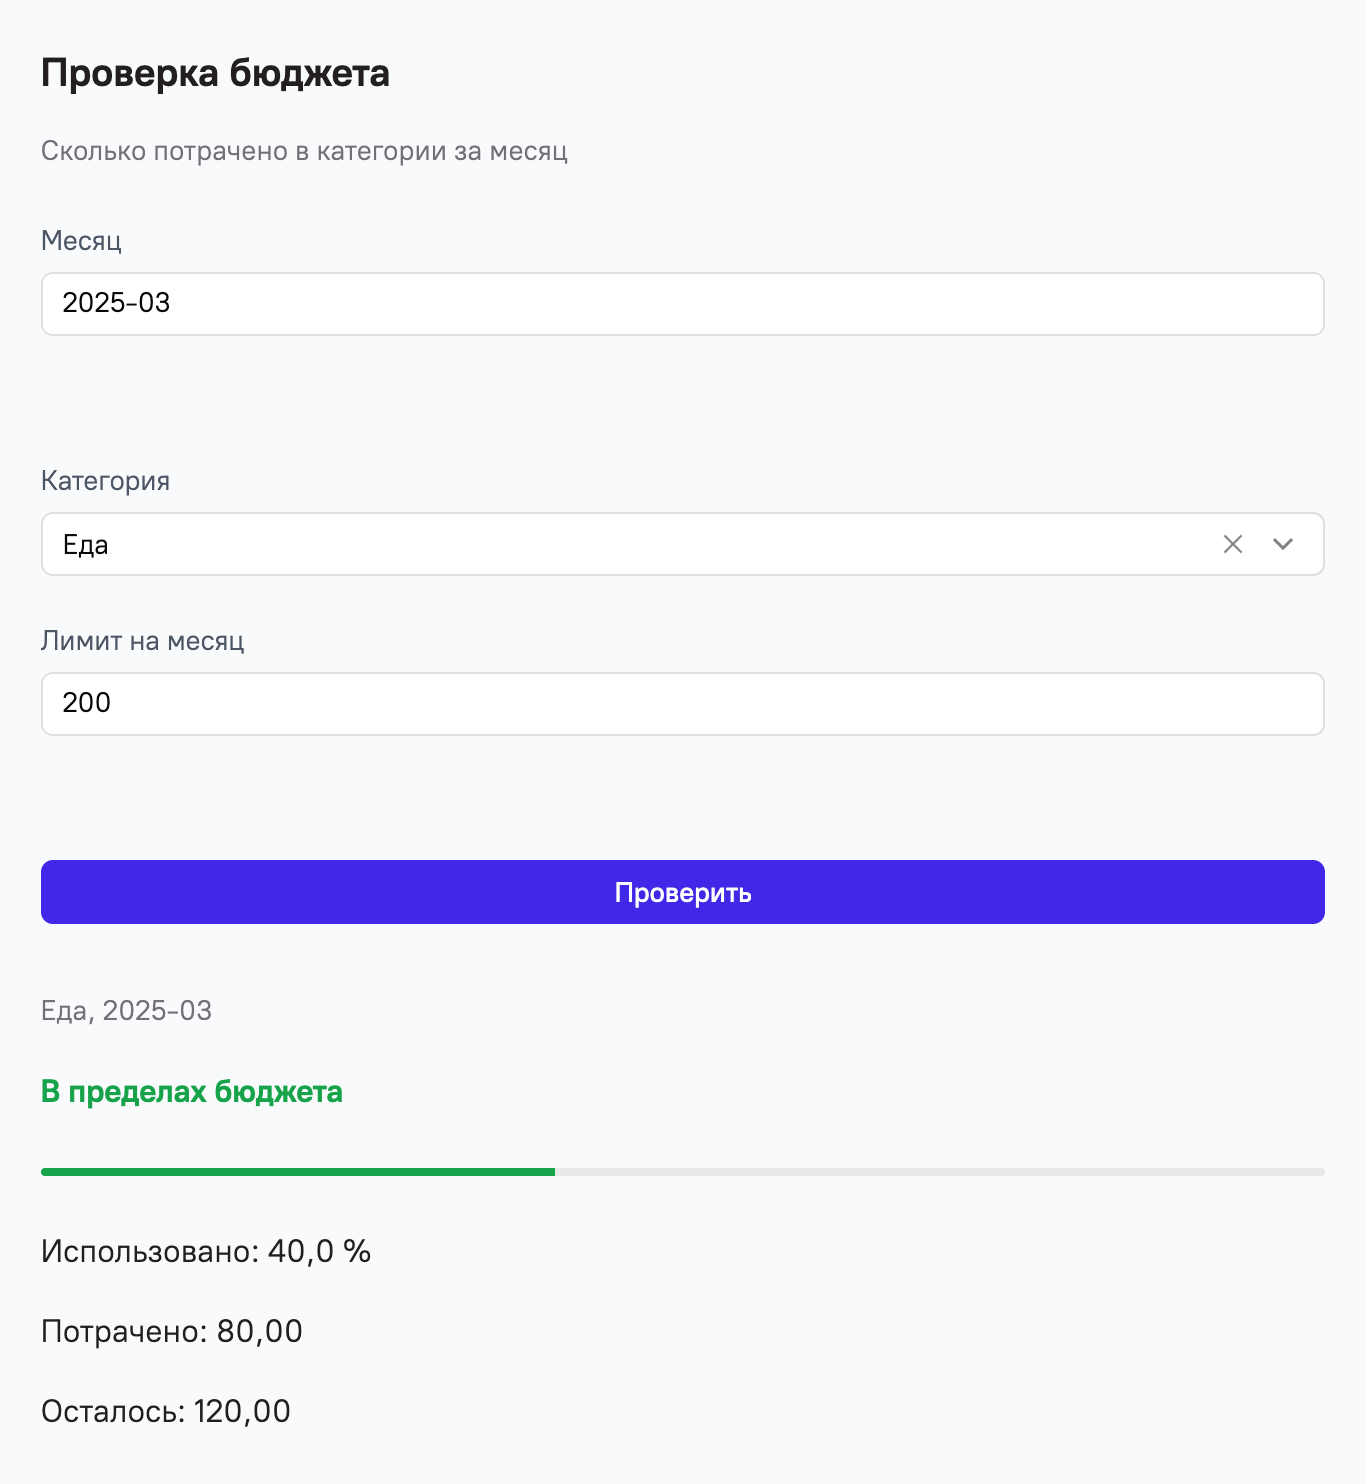 Проверка бюджета
Сколько потрачено в категории за месяц
Месяц
2025-03
Категория
Еда
Лимит на месяц
200
Проверить
Еда, 2025-03
В пределах бюджета
Использовано: 40,0 %
Потрачено: 80,00
Осталось: 120,00